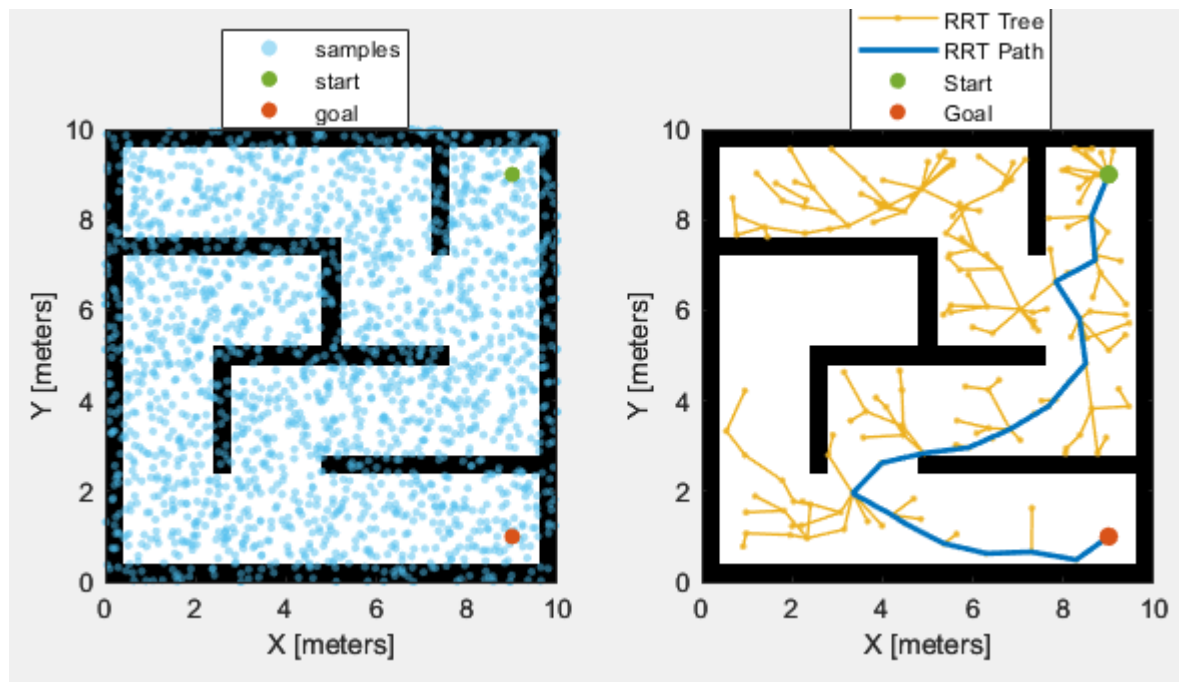 samples
start
goal
10
8
6
4
2
0
Y [meters]
0 2 4 6 8 10
X [meters]
RRT Tree
RRT Path
Start
Goal
10
8
6
4
2
0
Y [meters]
0 2 4 6 8 10
X [meters]